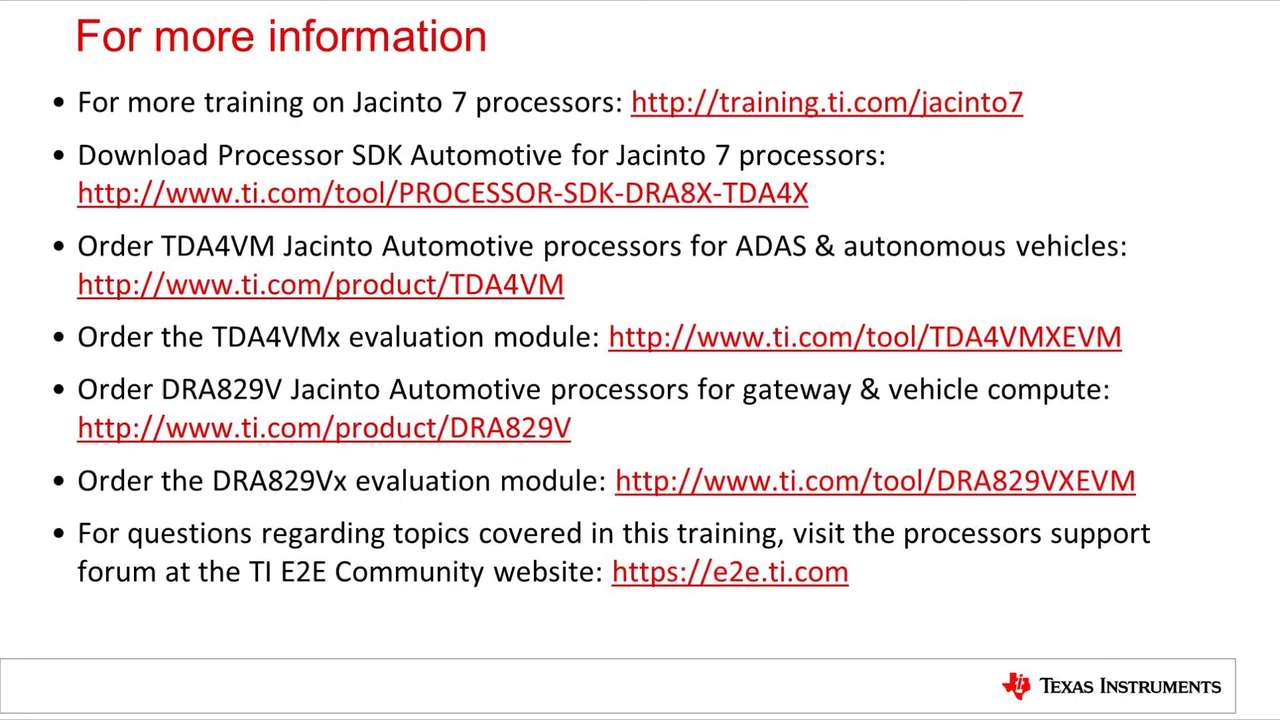 For more information
• For more training on Jacinto 7 processors: http://training.ti.com/jacinto7
• Download Processor SDK Automotive for Jacinto 7 processors:
http://www.ti.com/tool/PROCESSOR-SDK-DRA8X-TDA4X
• Order TDA4VM Jacinto Automotive processors for ADAS & autonomous vehicles:
http://www.ti.com/product/TDA4VM
• Order the TDA4VMx evaluation module: http://www.ti.com/tool/TDA4VMXEVM
• Order DRA829V Jacinto Automotive processors for gateway & vehicle compute:
http://www.ti.com/product/DRA829V
• Order the DRA829Vx evaluation module: http://www.ti.com/tool/DRA829VXEVM
• For questions regarding topics covered in this training, visit the processors support
forum at the TI E2E Community website: https://e2e.ti.com
TEXAS INSTRUMENTS